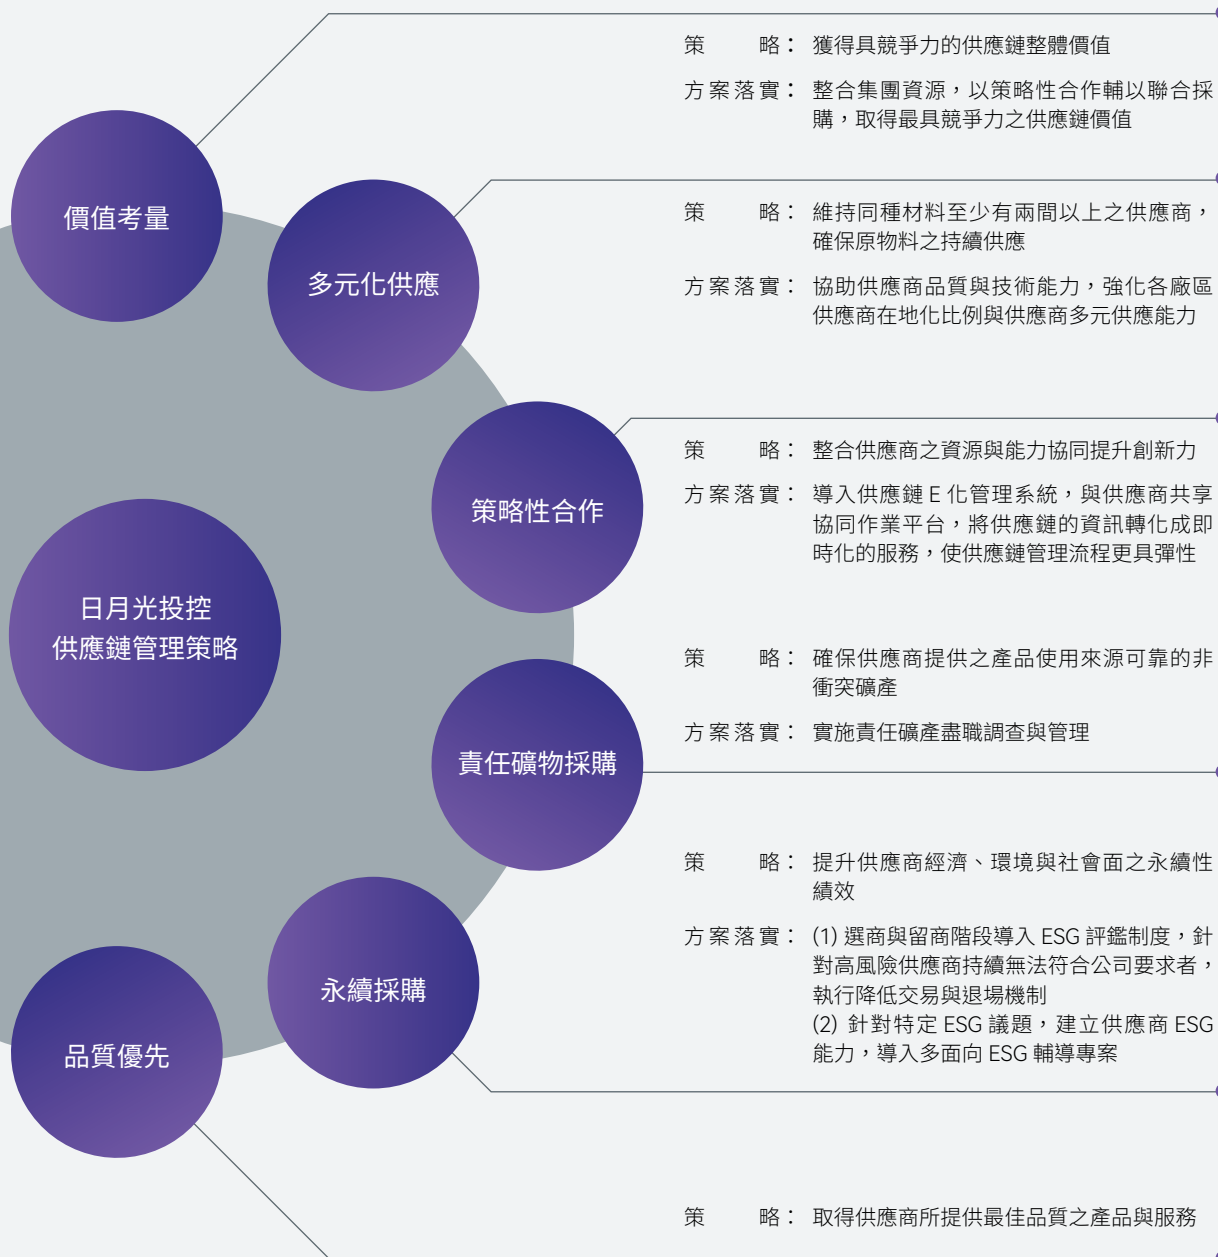 日月光投控
供應鏈管理策略
價值考量
策略：獲得具競爭力的供應鏈整體價值
方案落實：整合集團資源，以策略性合作輔以聯合採
購，取得最具競爭力之供應鏈價值
多元化供應
策略：維持同種材料至少有兩間以上之供應商，
確保原物料之持續供應
方案落實：協助供應商品質與技術能力，強化各廠區
供應商在地化比例與供應商多元供應能力
策略性合作
策略：整合供應商之資源與能力協同提升創新力
方案落實：導入供應鏈 E 化管理系統，與供應商共享
協同作業平台，將供應鏈的資訊轉化成即
時化的服務，使供應鏈管理流程更具彈性
責任礦物採購
策略：確保供應商提供之產品使用來源可靠的非
衝突礦產
方案落實：實施責任礦產盡職調查與管理
永續採購
策略：提升供應商經濟、環境與社會面之永續性
績效
方案落實：(1) 選商與留商階段導入 ESG 評鑑制度，針
對高風險供應商持續無法符合公司要求者，
執行降低交易與退場機制
(2) 針對特定 ESG 議題，建立供應商 ESG
能力，導入多面向 ESG 輔導專案
品質優先
策略：取得供應商所提供最佳品質之產品與服務